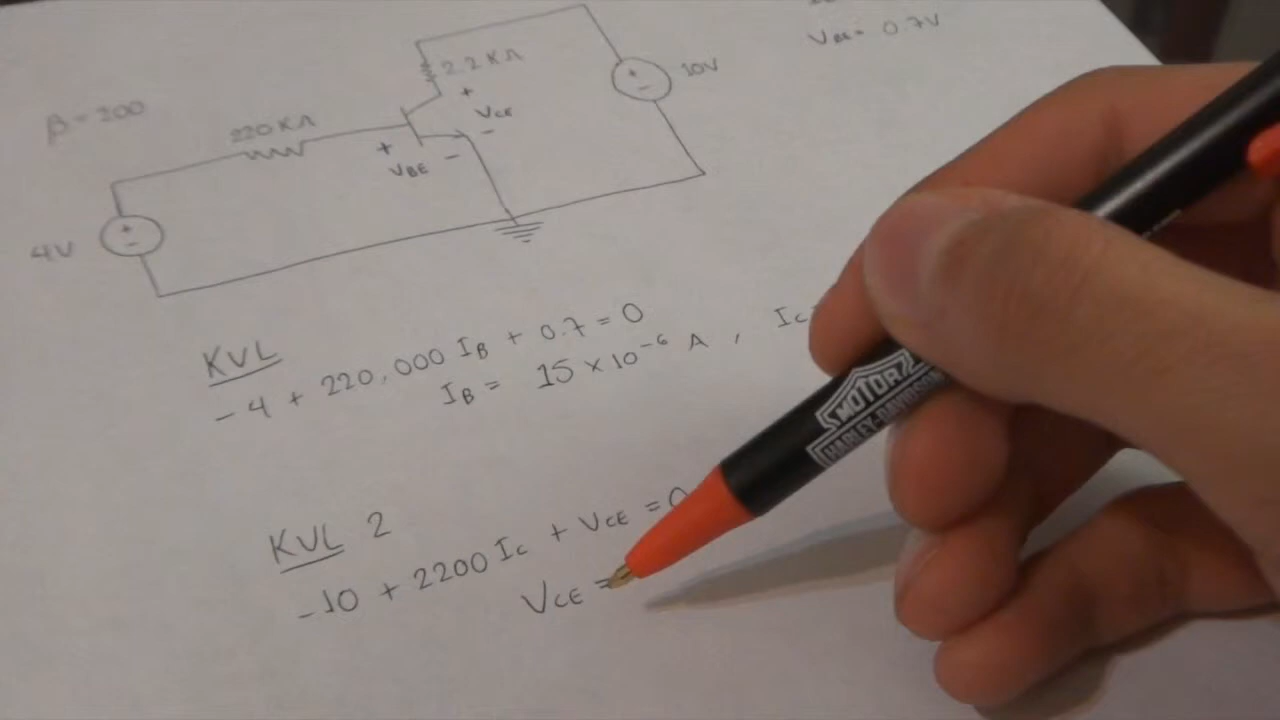 2.2 KΩ
10V
VBE = 0.7V
β = 200
220 KΩ
+
VCE
-
+
VBE
-
4V
KVL
-4 + 220,000 IB + 0.7 = 0
IB = 15 × 10⁻⁶ A , Ic
KVL 2
-10 + 2200 Ic + VCE = 0
VCE =
MOTOR
HARLEY-DAVIDSON